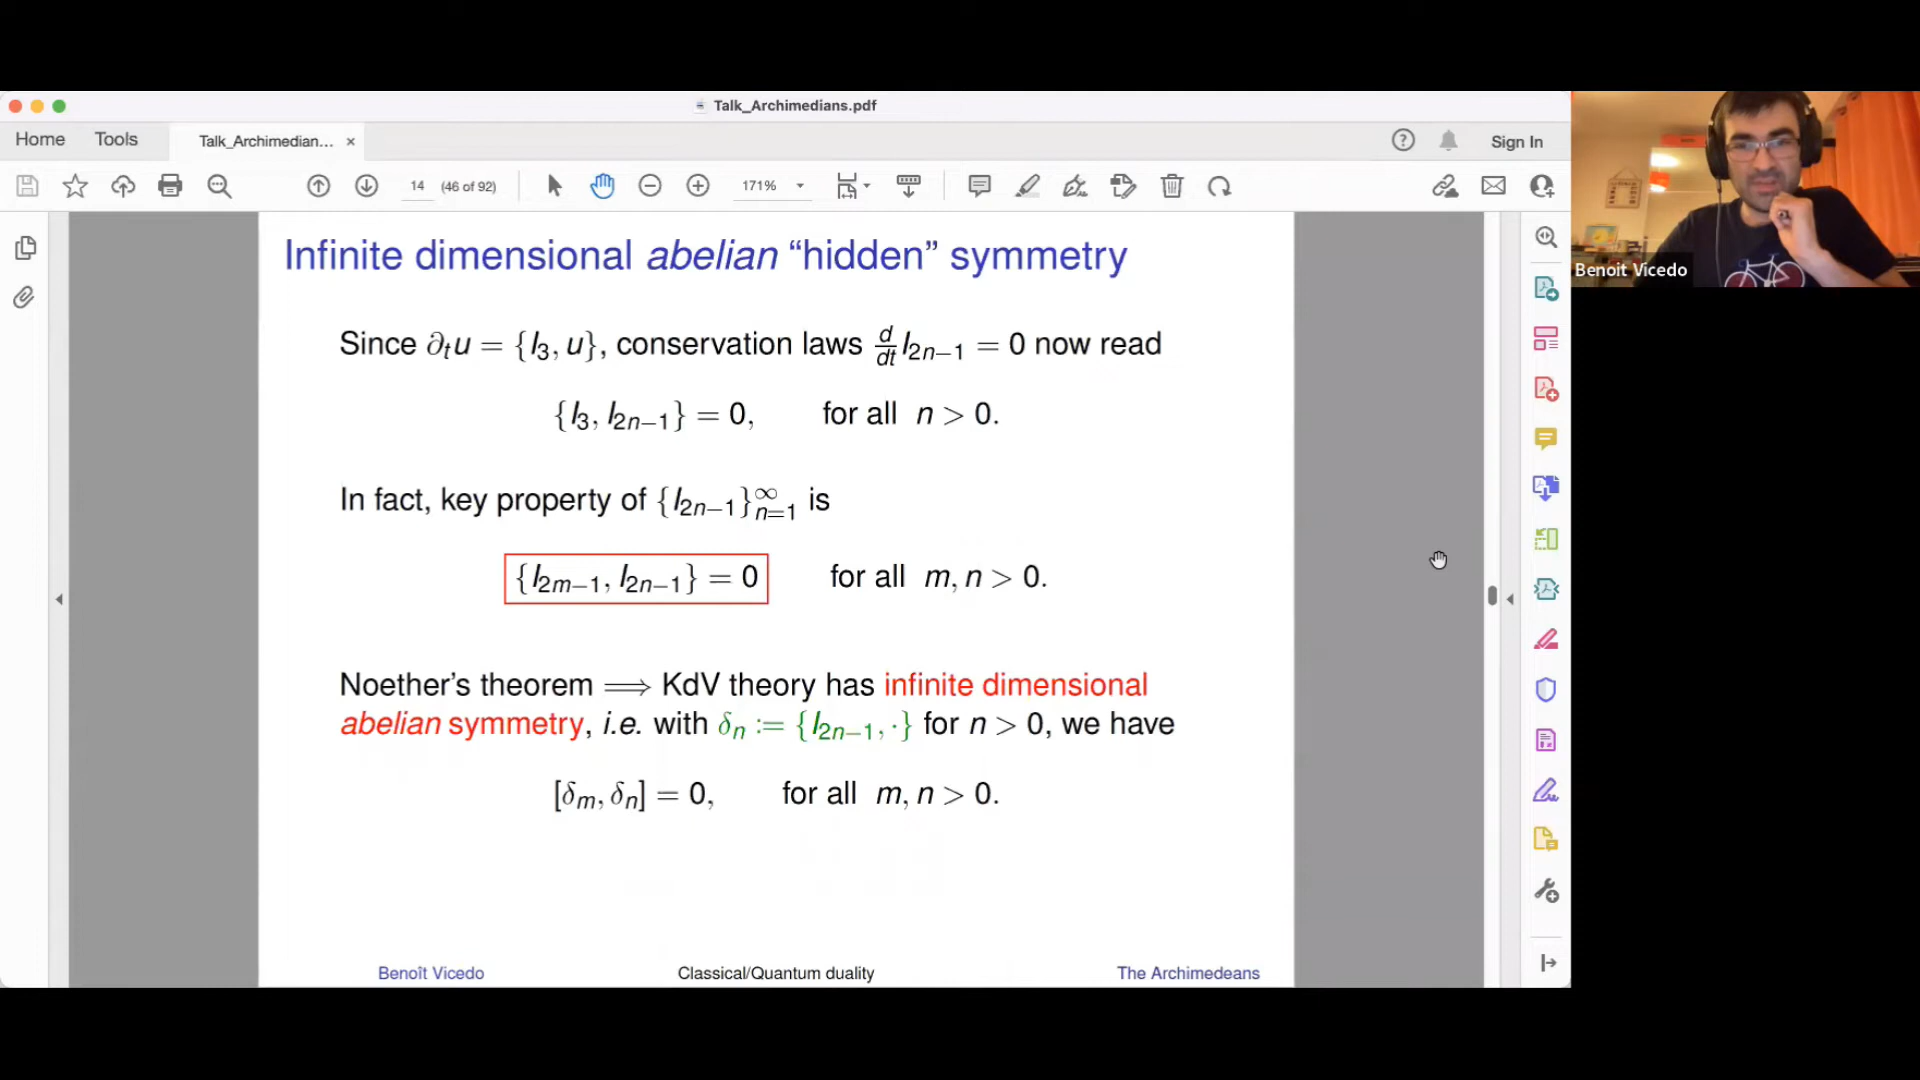 Talk_Archimedians.pdf
Home Tools Talk_Archimedian... × Sign In
14 (46 of 92) 171%
Infinite dimensional abelian “hidden” symmetry
Since ∂ₜu = {I₃, u}, conservation laws d/dt I₂ₙ₋₁ = 0 now read
{I₃, I₂ₙ₋₁} = 0, for all n > 0.
In fact, key property of {I₂ₙ₋₁}∞ₙ₌₁ is
{I₂ₘ₋₁, I₂ₙ₋₁} = 0 for all m, n > 0.
Noether’s theorem ⟹ KdV theory has infinite dimensional
abelian symmetry, i.e. with δₙ := {I₂ₙ₋₁, ·} for n > 0, we have
[δₘ, δₙ] = 0, for all m, n > 0.
Benoît Vicedo Classical/Quantum duality The Archimedeans
Benoit Vicedo